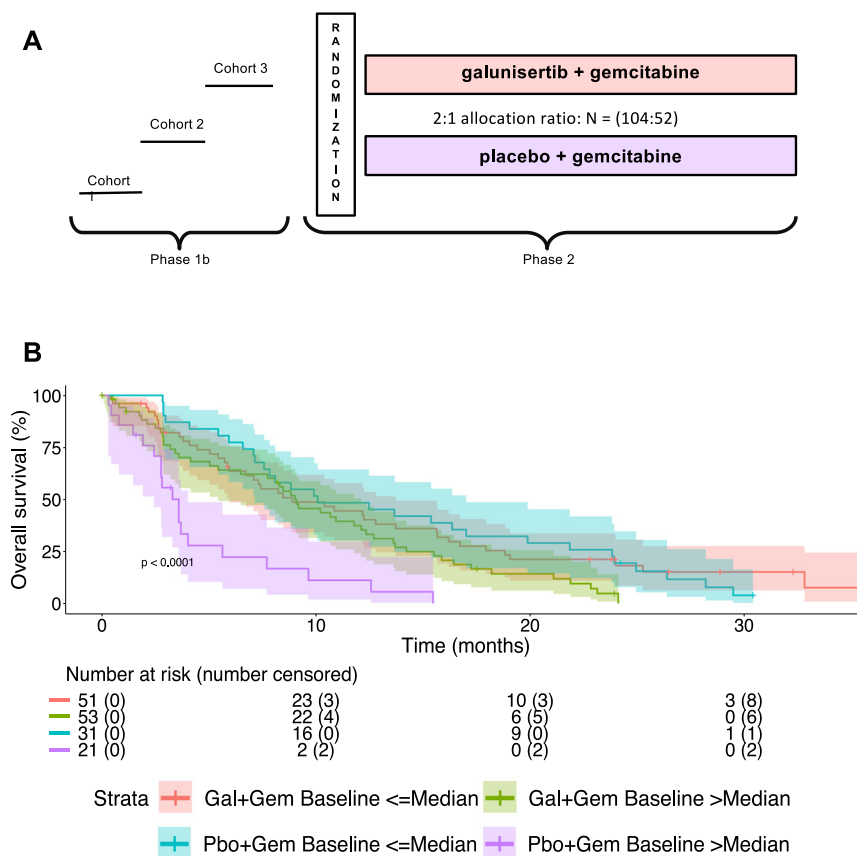 A
Cohort 3
Cohort 2
Cohort
1
RANDOMIZATION
galunisertib + gemcitabine
2:1 allocation ratio: N = (104:52)
placebo + gemcitabine
Phase 1b
Phase 2
B
Overall survival (%)
100
75
50
25
0
p < 0.0001
0 10 20 30
Time (months)
Number at risk (number censored)
51 (0) 23 (3) 10 (3) 3 (8)
53 (0) 22 (4) 6 (5) 0 (6)
31 (0) 16 (0) 9 (0) 1 (1)
21 (0) 2 (2) 0 (2) 0 (2)
Strata Gal+Gem Baseline <=Median Gal+Gem Baseline >Median
Pbo+Gem Baseline <=Median Pbo+Gem Baseline >Median